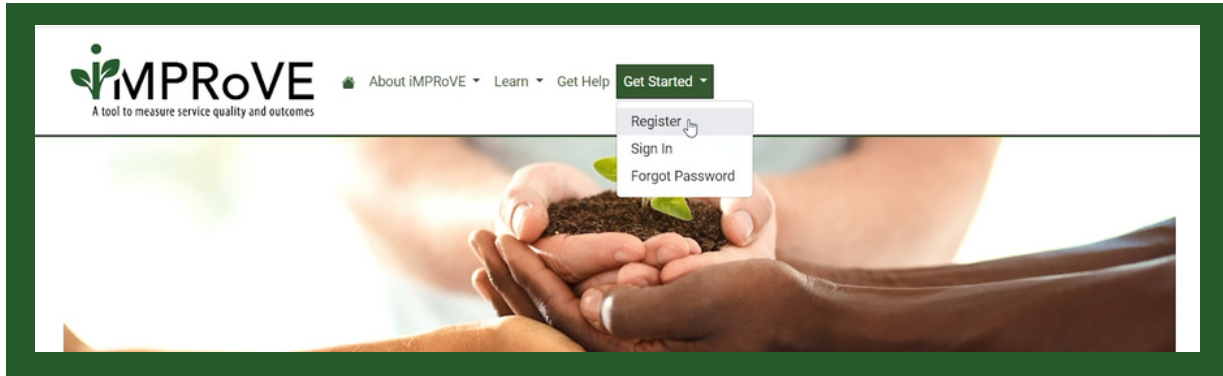 iMPRoVE
A tool to measure service quality and outcomes
About iMPRoVE Learn Get Help Get Started
Register
Sign In
Forgot Password